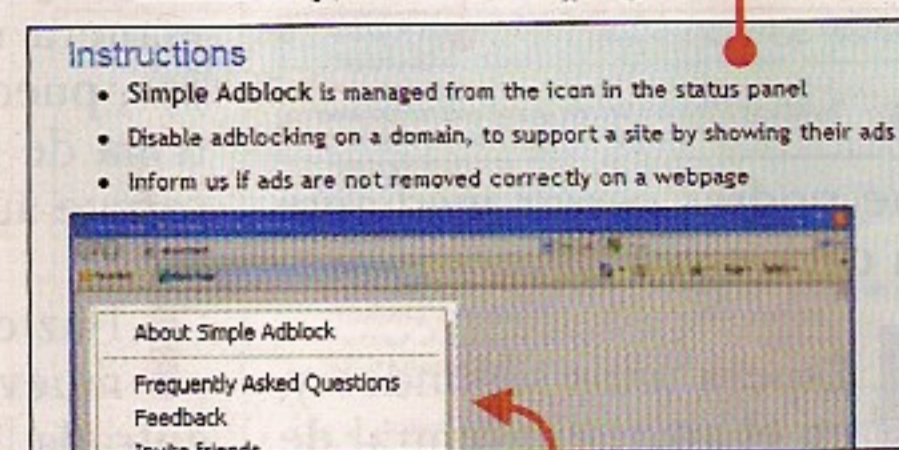 Instructions
• Simple Adblock is managed from the icon in the status panel
• Disable adblocking on a domain, to support a site by showing their ads
• Inform us if ads are not removed correctly on a webpage
About Simple Adblock
Frequently Asked Questions
Feedback
Invite friends